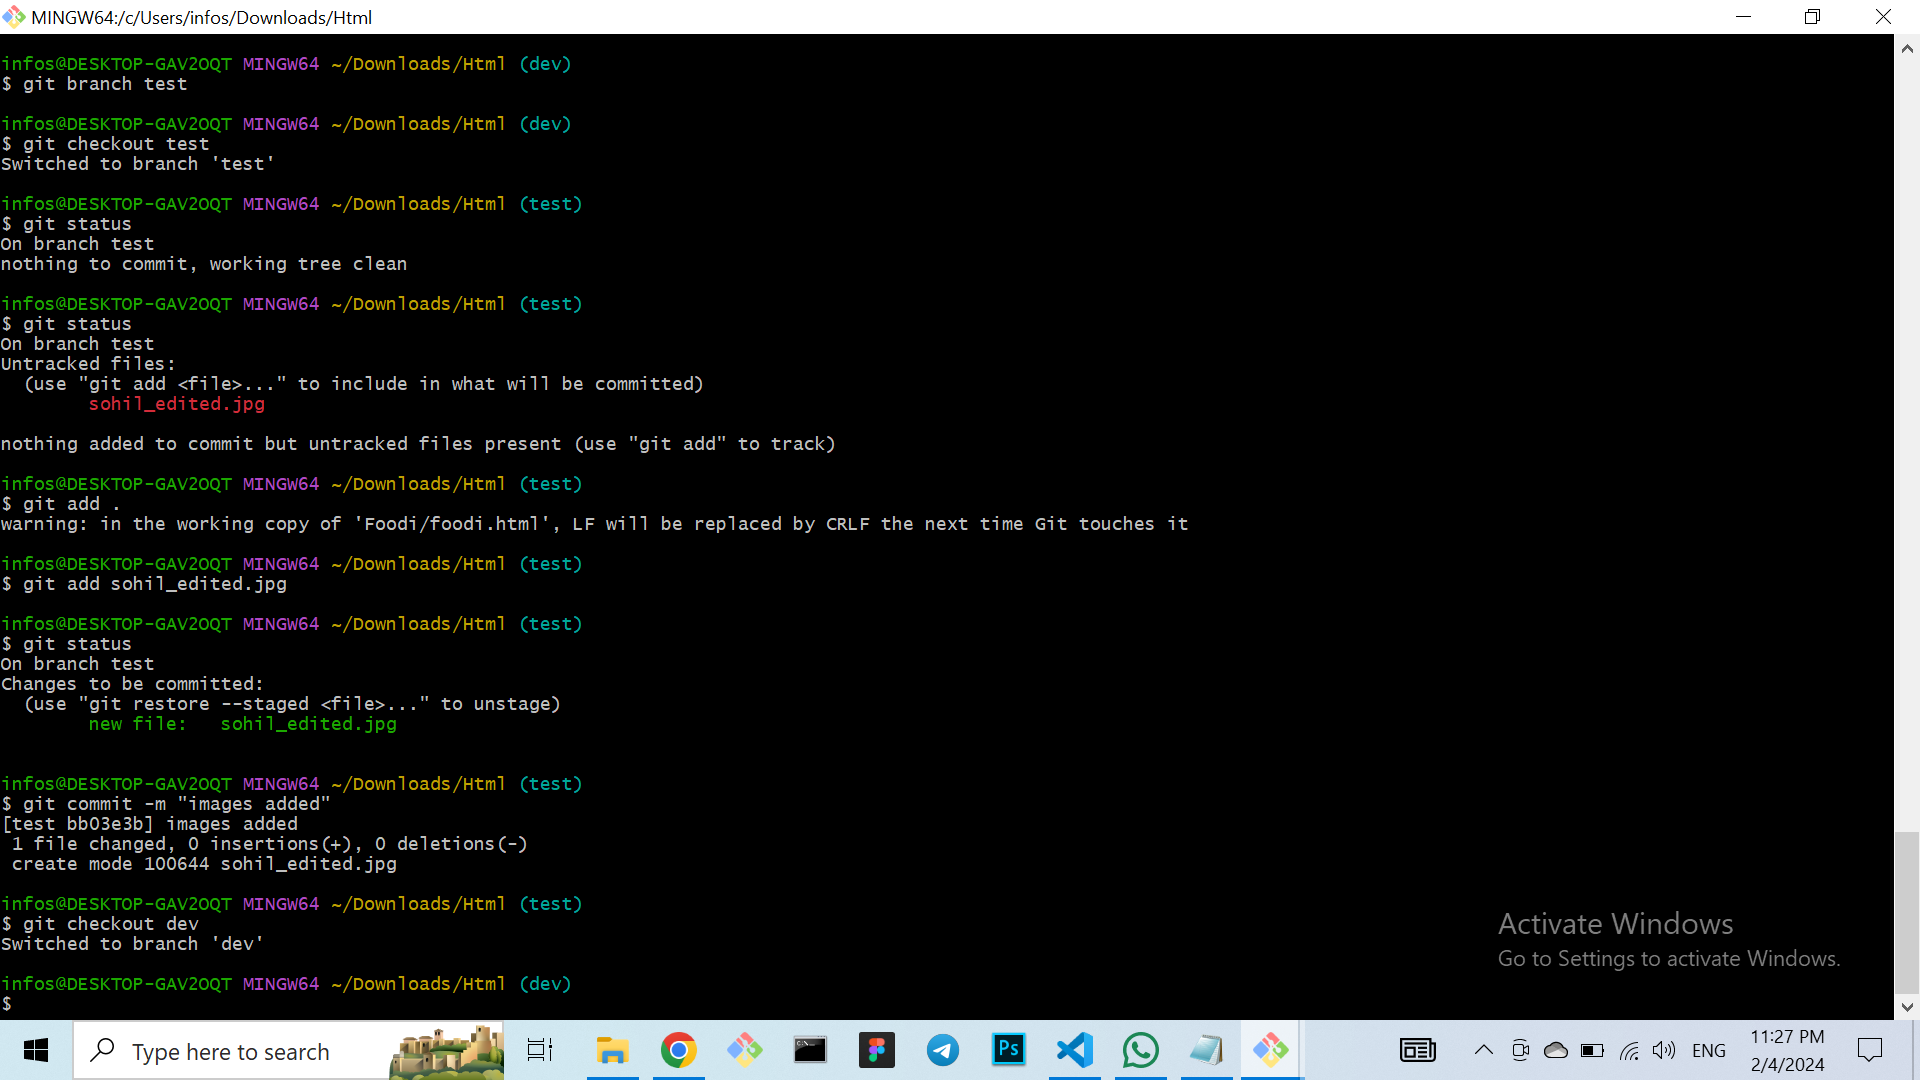 MINGW64:/c/Users/infos/Downloads/Html
infos@DESKTOP-GAV2OQT MINGW64 ~/Downloads/Html (dev)
$ git branch test
infos@DESKTOP-GAV2OQT MINGW64 ~/Downloads/Html (dev)
$ git checkout test
Switched to branch 'test'
infos@DESKTOP-GAV2OQT MINGW64 ~/Downloads/Html (test)
$ git status
On branch test
nothing to commit, working tree clean
infos@DESKTOP-GAV2OQT MINGW64 ~/Downloads/Html (test)
$ git status
On branch test
Untracked files:
  (use "git add <file>..." to include in what will be committed)
        sohil_edited.jpg
nothing added to commit but untracked files present (use "git add" to track)
infos@DESKTOP-GAV2OQT MINGW64 ~/Downloads/Html (test)
$ git add .
warning: in the working copy of 'Foodi/foodi.html', LF will be replaced by CRLF the next time Git touches it
infos@DESKTOP-GAV2OQT MINGW64 ~/Downloads/Html (test)
$ git add sohil_edited.jpg
infos@DESKTOP-GAV2OQT MINGW64 ~/Downloads/Html (test)
$ git status
On branch test
Changes to be committed:
  (use "git restore --staged <file>..." to unstage)
        new file:   sohil_edited.jpg
infos@DESKTOP-GAV2OQT MINGW64 ~/Downloads/Html (test)
$ git commit -m "images added"
[test bb03e3b] images added
 1 file changed, 0 insertions(+), 0 deletions(-)
 create mode 100644 sohil_edited.jpg
infos@DESKTOP-GAV2OQT MINGW64 ~/Downloads/Html (test)
$ git checkout dev
Switched to branch 'dev'
infos@DESKTOP-GAV2OQT MINGW64 ~/Downloads/Html (dev)
$
Activate Windows
Go to Settings to activate Windows.
Type here to search
Ps
ENG
11:27 PM
2/4/2024